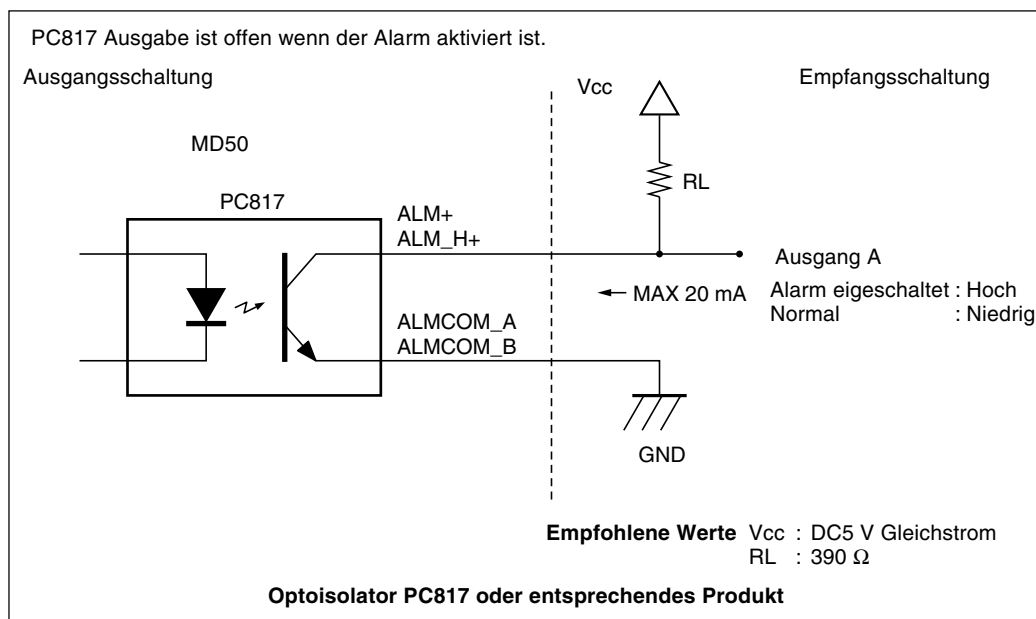 PC817 Ausgabe ist offen wenn der Alarm aktiviert ist.
Ausgangsschaltung
Empfangsschaltung
Vcc
MD50
RL
PC817
ALM+
ALM_H+
Ausgang A
MAX 20 mA
Alarm eigeschaltet : Hoch
Normal : Niedrig
ALMCOM_A
ALMCOM_B
GND
Empfohlene Werte Vcc : DC5 V Gleichstrom
RL : 390 Ω
Optoisolator PC817 oder entsprechendes Produkt